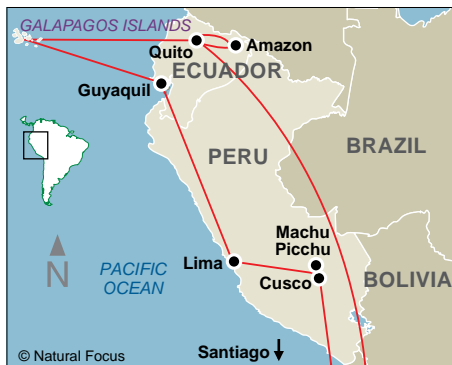 GALAPAGOS ISLANDS
Quito
Amazon
ECUADOR
Guyaquil
PERU
BRAZIL
Machu
Picchu
Lima
Cusco
BOLIVIA
N
PACIFIC
OCEAN
Santiago
© Natural Focus